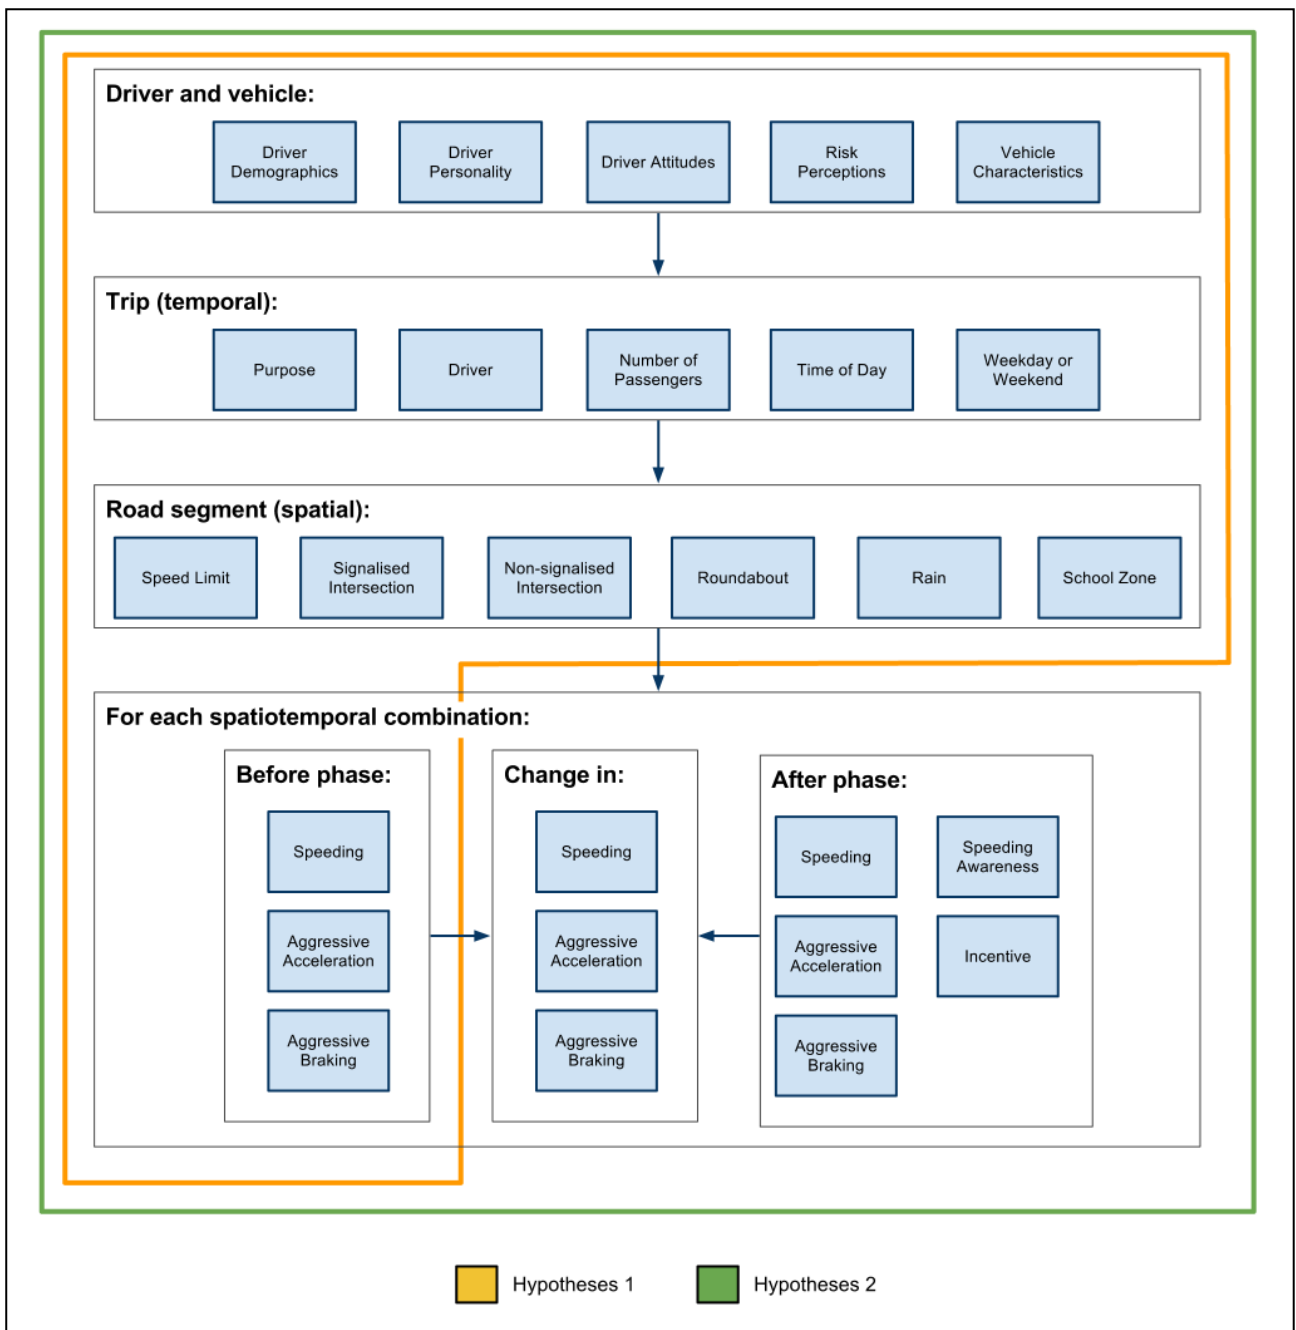 Driver and vehicle:
Driver
Demographics
Driver
Personality
Driver Attitudes
Risk
Perceptions
Vehicle
Characteristics
Trip (temporal):
Purpose
Driver
Number of
Passengers
Time of Day
Weekday or
Weekend
Road segment (spatial):
Speed Limit
Signalised
Intersection
Non-signalised
Intersection
Roundabout
Rain
School Zone
For each spatiotemporal combination:
Before phase:
Speeding
Aggressive
Acceleration
Aggressive
Braking
Change in:
Speeding
Aggressive
Acceleration
Aggressive
Braking
After phase:
Speeding
Aggressive
Acceleration
Aggressive
Braking
Speeding
Awareness
Incentive
Hypotheses 1
Hypotheses 2